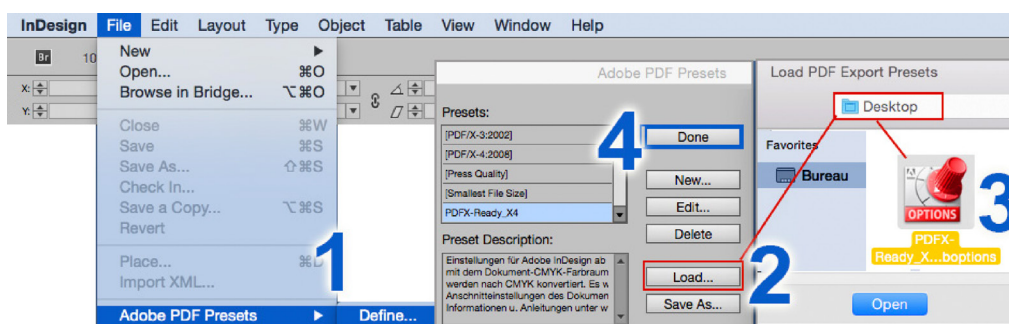 InDesign File Edit Layout Type Object Table View Window Help
Br 10
New
Open... ⌘O
Browse in Bridge... ⌥⌘O
Close ⌘W
Save ⌘S
Save As... ⇧⌘S
Check In...
Save a Copy... ⌥⌘S
Revert
Place... ⌘D
Import XML...
Adobe PDF Presets
Define...
1
X:
Y:
Adobe PDF Presets
Presets:
[PDF/X-3:2002]
[PDF/X-4:2008]
[Press Quality]
[Smallest File Size]
PDFX-Ready_X4
Preset Description:
Einstellungen für Adobe InDesign ab
mit dem Dokument-CMYK-Farbraum
werden nach CMYK konvertiert. Es w
Anschnitteinstellungen des Dokumen
Informationen u. Anleitungen unter w
4
Done
New...
Edit...
Delete
Load...
Save As...
2
Load PDF Export Presets
Desktop
Favorites
Bureau
OPTIONS
PDFX-
Ready_X...boptions
3
Open